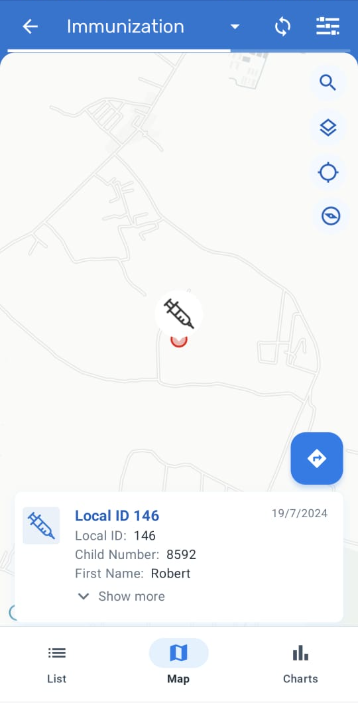 Immunization
Local ID 146
19/7/2024
Local ID: 146
Child Number: 8592
First Name: Robert
Show more
List
Map
Charts